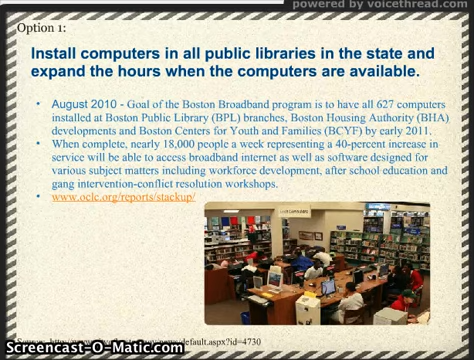 powered by voicethread.com
Option 1:
Install computers in all public libraries in the state and
expand the hours when the computers are available.
• August 2010 - Goal of the Boston Broadband program is to have all 627 computers
installed at Boston Public Library (BPL) branches, Boston Housing Authority (BHA)
developments and Boston Centers for Youth and Families (BCYF) by early 2011.
• When complete, nearly 18,000 people a week representing a 40-percent increase in
service will be able to access broadband internet as well as software designed for
various subject matters including workforce development, after school education and
gang intervention-conflict resolution workshops.
• www.oclc.org/reports/stackup/
/default.aspx?id=4730
Screencast-O-Matic.com